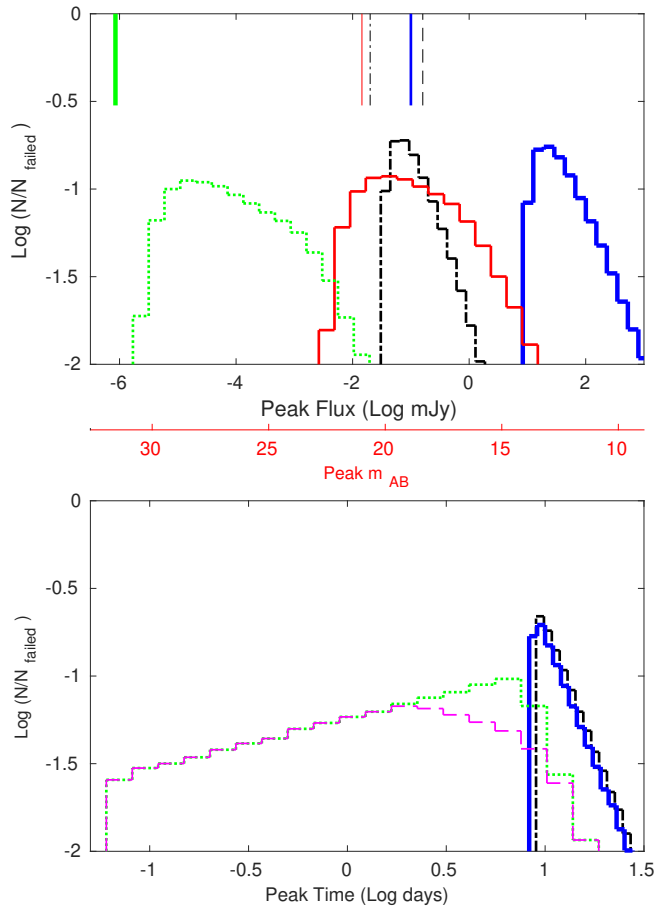 0
-0.5
-1
-1.5
-2
Log (N/N failed)
-6 -4 -2 0 2
Peak Flux (Log mJy)
30 25 20 15 10
Peak m AB
0
-0.5
-1
-1.5
-2
Log (N/N failed)
-1 -0.5 0 0.5 1 1.5
Peak Time (Log days)